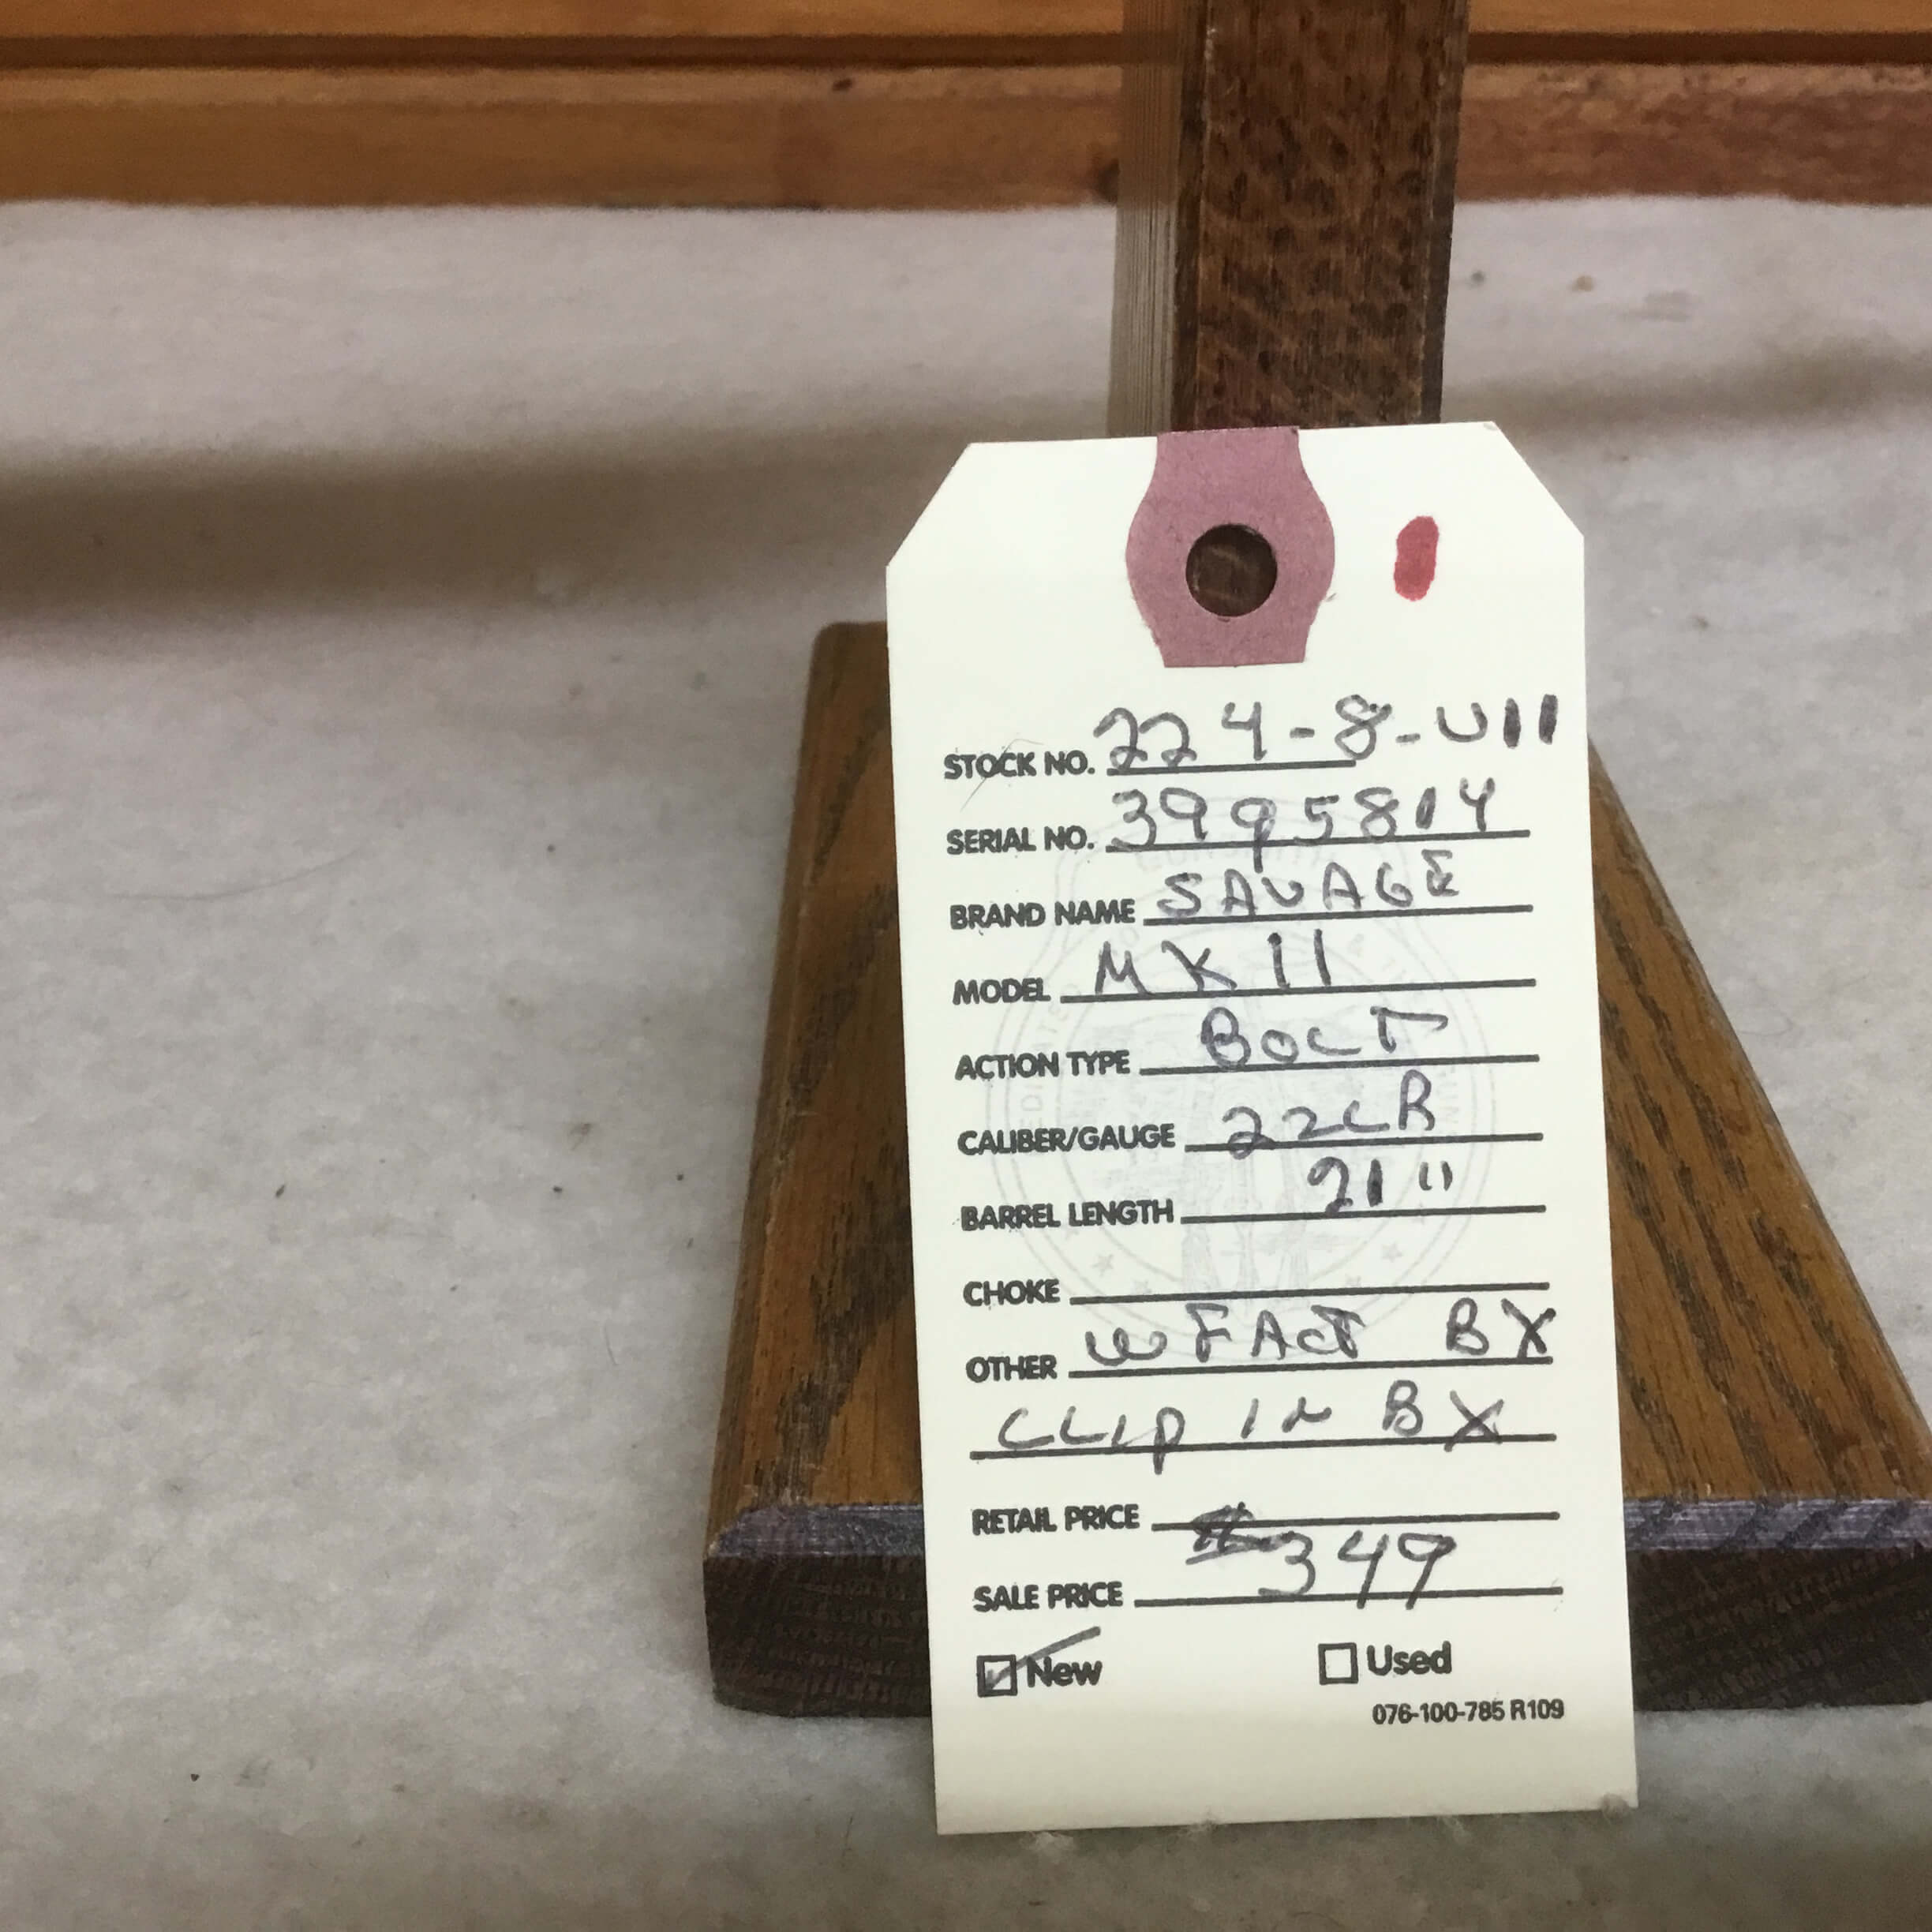 STOCK NO. 224-8-U11
SERIAL NO. 3995814
BRAND NAME SAVAGE
MODEL MK II
ACTION TYPE BOLT
CALIBER/GAUGE 22LR
BARREL LENGTH 21"
CHOKE
OTHER W FACT BX
CLIP IN BX
RETAIL PRICE
SALE PRICE 349
New Used
076-100-785 R109